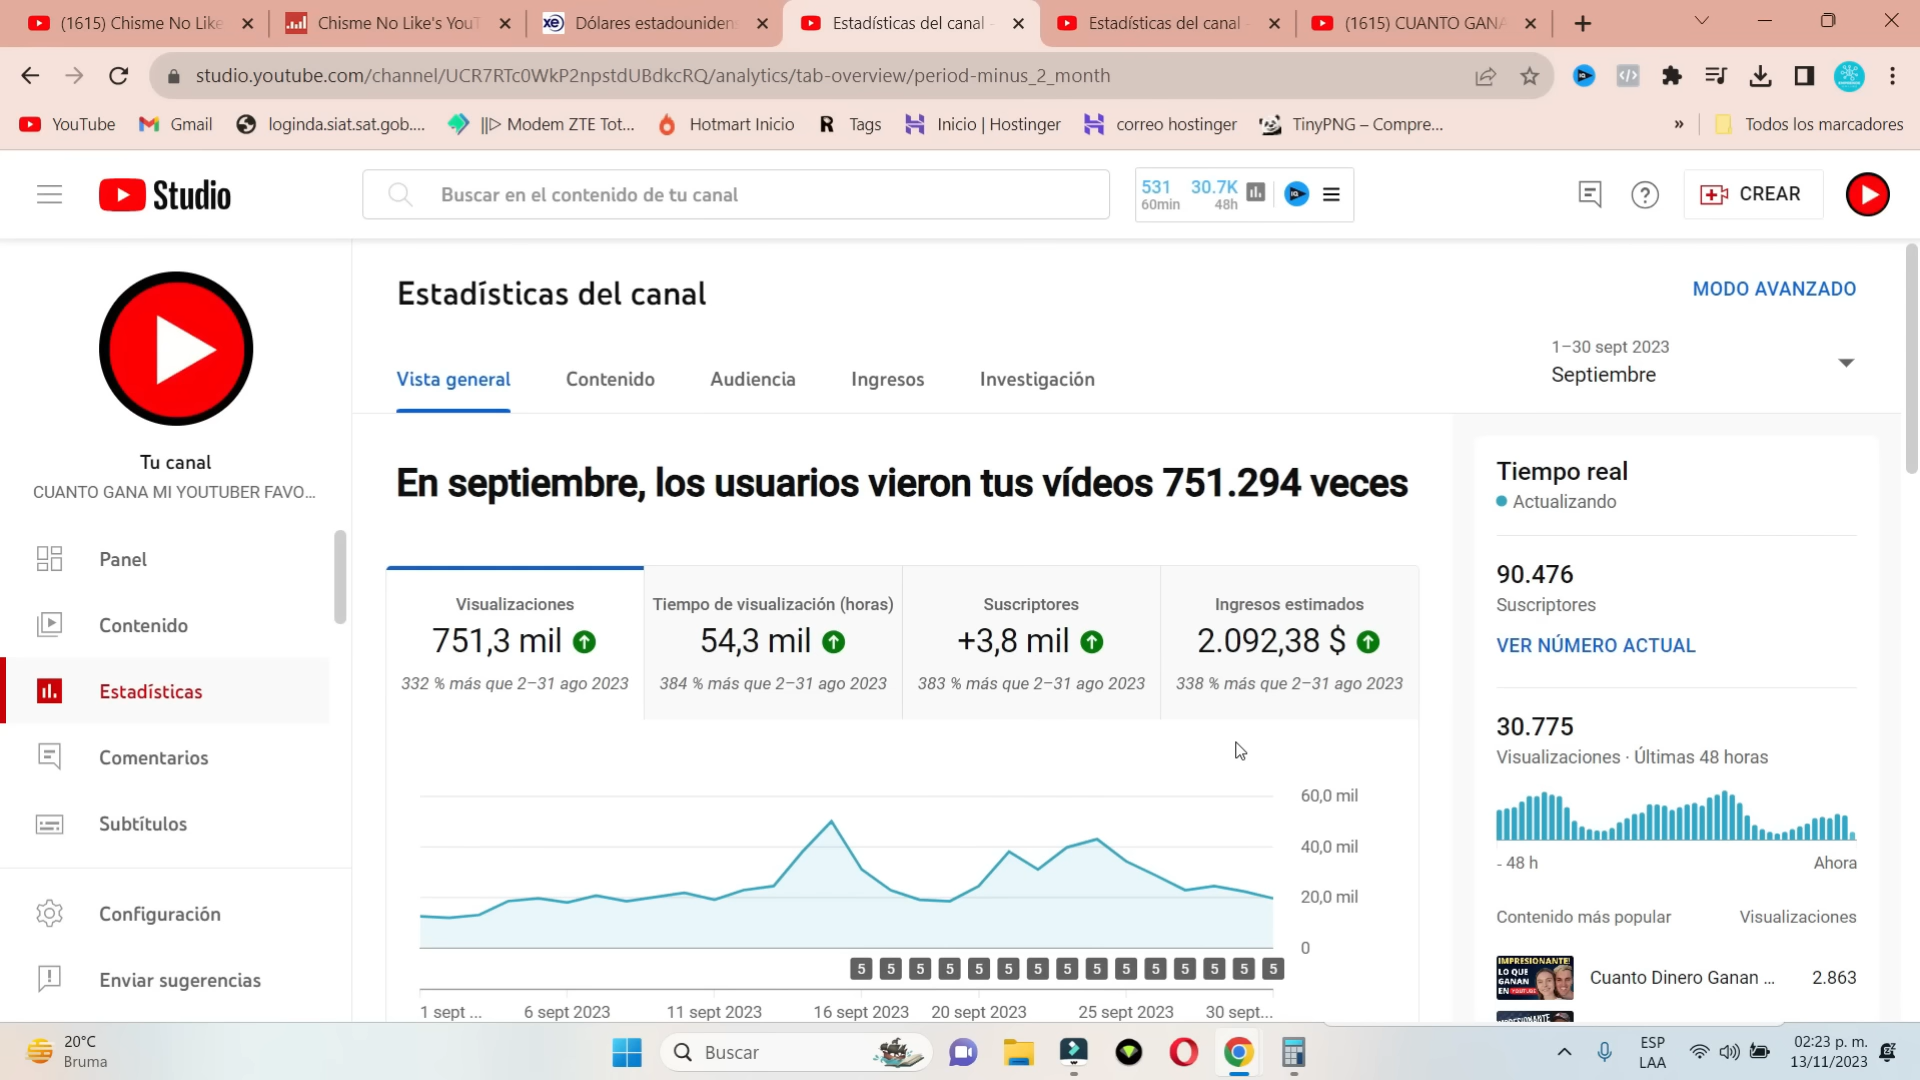 (1615) Chisme No Like
Chisme No Like's YouT
Dólares estadouniden
Estadísticas del canal -
Estadísticas del canal -
(1615) CUANTO GANA
studio.youtube.com/channel/UCR7RTc0WkP2npstdUBdkcRQ/analytics/tab-overview/period-minus_2_month
YouTube
Gmail
loginda.siat.sat.gob....
||▷ Modem ZTE Tot...
Hotmart Inicio
Tags
Inicio | Hostinger
correo hostinger
TinyPNG – Compre...
»
Todos los marcadores
Studio
Buscar en el contenido de tu canal
531 30.7K
60min 48h
CREAR
Tu canal
CUANTO GANA MI YOUTUBER FAVO...
Panel
Contenido
Estadísticas
Comentarios
Subtítulos
Configuración
Enviar sugerencias
Estadísticas del canal
MODO AVANZADO
Vista general
Contenido
Audiencia
Ingresos
Investigación
1–30 sept 2023
Septiembre
En septiembre, los usuarios vieron tus vídeos 751.294 veces
Visualizaciones
751,3 mil
332 % más que 2–31 ago 2023
Tiempo de visualización (horas)
54,3 mil
384 % más que 2–31 ago 2023
Suscriptores
+3,8 mil
383 % más que 2–31 ago 2023
Ingresos estimados
2.092,38 $
338 % más que 2–31 ago 2023
60,0 mil
40,0 mil
20,0 mil
0
5 5 5 5 5 5 5 5 5 5 5 5 5 5 5
1 sept ...
6 sept 2023
11 sept 2023
16 sept 2023
20 sept 2023
25 sept 2023
30 sept...
Tiempo real
Actualizando
90.476
Suscriptores
VER NÚMERO ACTUAL
30.775
Visualizaciones · Últimas 48 horas
- 48 h
Ahora
Contenido más popular
Visualizaciones
IMPRESIONANTE!
LO QUE
GANAN
EN YOUTUBE
Cuanto Dinero Ganan ...
2.863
20°C
Bruma
Buscar
ESP
LAA
02:23 p. m.
13/11/2023